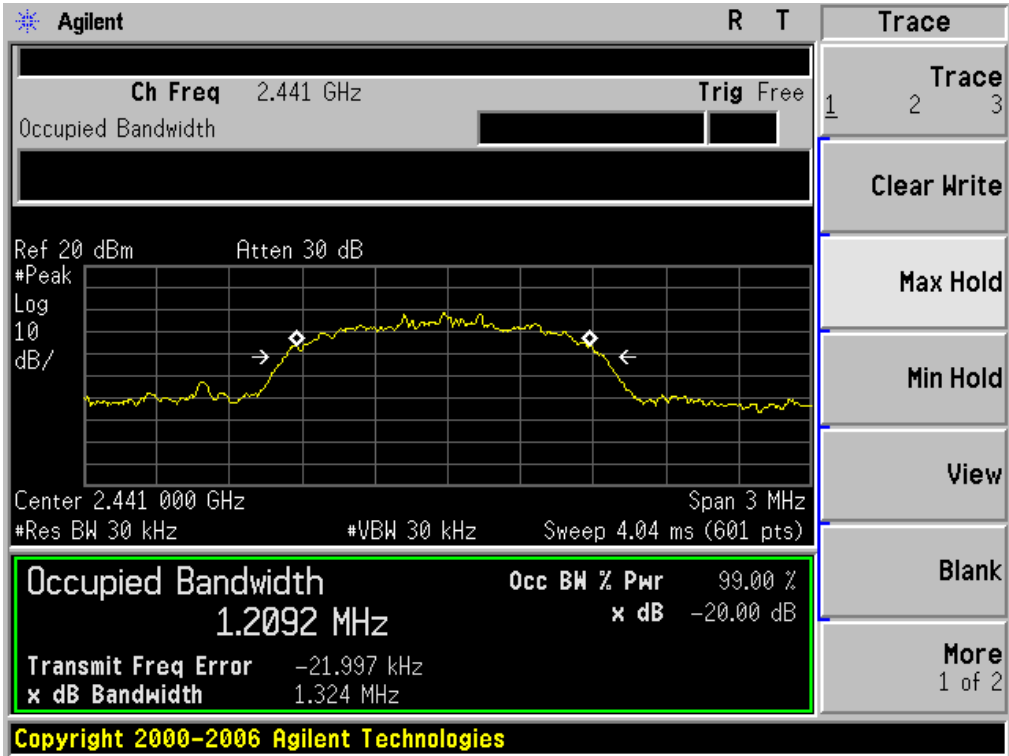 Agilent R T Trace
Ch Freq 2.441 GHz Trig Free
Occupied Bandwidth
Ref 20 dBm Atten 30 dB
#Peak
Log
10
dB/
Center 2.441 000 GHz Span 3 MHz
#Res BW 30 kHz #VBW 30 kHz Sweep 4.04 ms (601 pts)
Occupied Bandwidth Occ BW % Pwr 99.00 %
1.2092 MHz x dB -20.00 dB
Transmit Freq Error -21.997 kHz
x dB Bandwidth 1.324 MHz
Copyright 2000-2006 Agilent Technologies
Trace
1 2 3
Clear Write
Max Hold
Min Hold
View
Blank
More
1 of 2